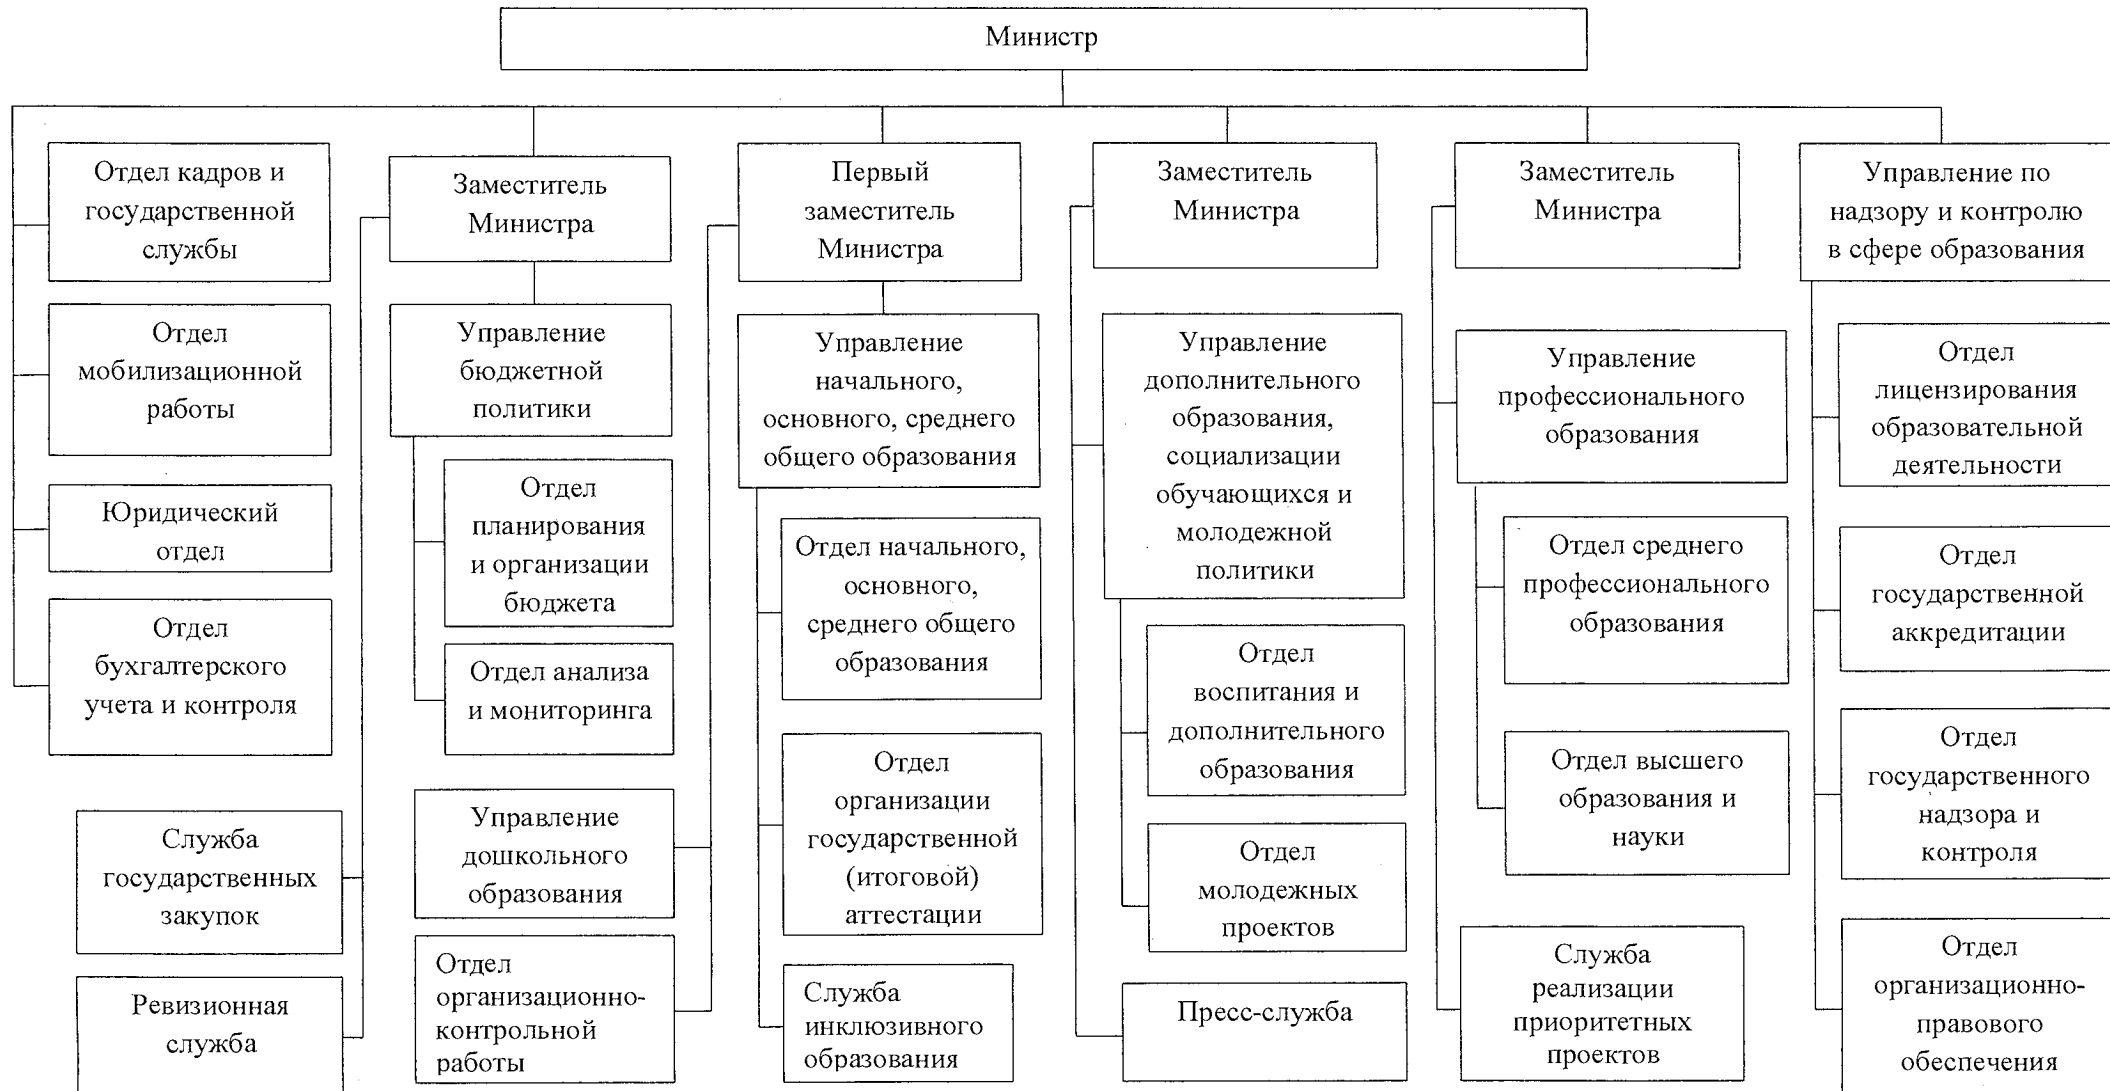 Министр
Отдел кадров и
государственной
службы
Отдел
мобилизационной
работы
Юридический
отдел
Отдел
бухгалтерского
учета и контроля
Служба
государственных
закупок
Ревизионная
служба
Заместитель
Министра
Управление
бюджетной
политики
Отдел
планирования
и организации
бюджета
Отдел анализа
и мониторинга
Управление
дошкольного
образования
Отдел
организационно-
контрольной
работы
Первый
заместитель
Министра
Управление
начального,
основного, среднего
общего образования
Отдел начального,
основного,
среднего общего
образования
Отдел
организации
государственной
(итоговой)
аттестации
Служба
инклюзивного
образования
Заместитель
Министра
Управление
дополнительного
образования,
социализации
обучающихся и
молодежной
политики
Отдел
воспитания и
дополнительного
образования
Отдел
молодежных
проектов
Пресс-служба
Заместитель
Министра
Управление
профессионального
образования
Отдел среднего
профессионального
образования
Отдел высшего
образования и
науки
Служба
реализации
приоритетных
проектов
Управление по
надзору и контролю
в сфере образования
Отдел
лицензирования
образовательной
деятельности
Отдел
государственной
аккредитации
Отдел
государственного
надзора и
контроля
Отдел
организационно-
правового
обеспечения